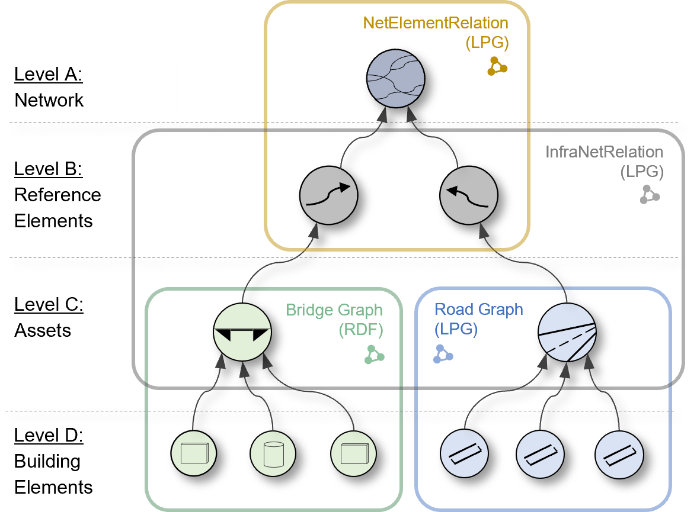 NetElementRelation
(LPG)
Level A:
Network
InfraNetRelation
(LPG)
Level B:
Reference
Elements
Level C:
Assets
Bridge Graph
(RDF)
Road Graph
(LPG)
Level D:
Building
Elements